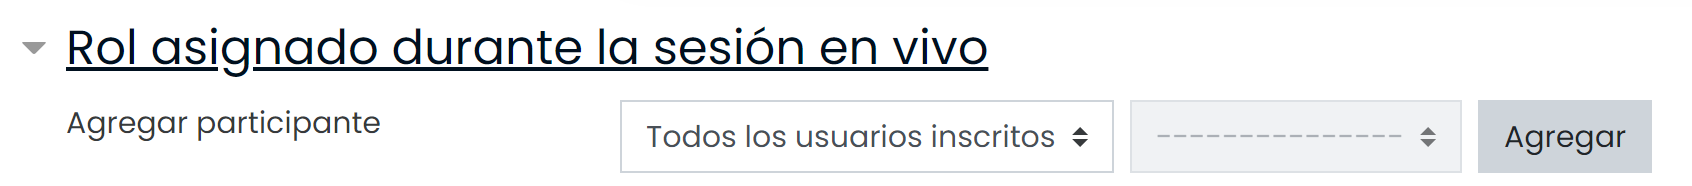 Rol asignado durante la sesión en vivo
Agregar participante Todos los usuarios inscritos --------------- Agregar